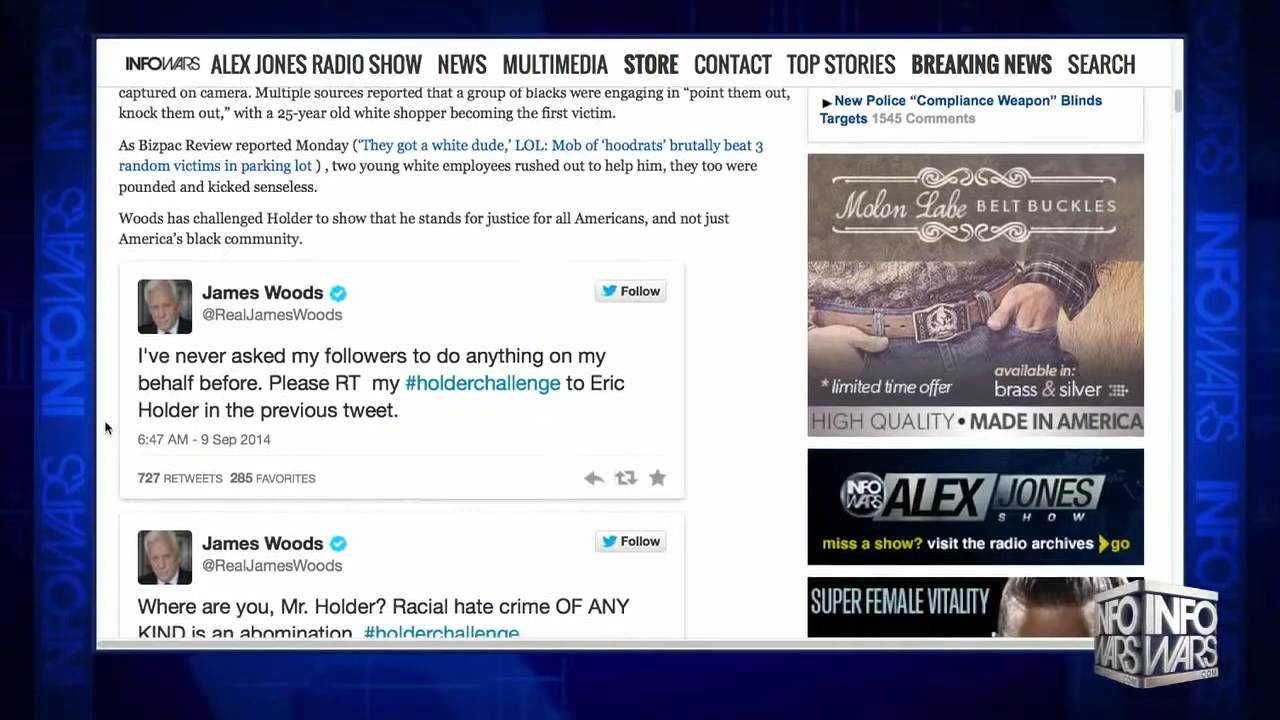 INFOWARS ALEX JONES RADIO SHOW NEWS MULTIMEDIA STORE CONTACT TOP STORIES BREAKING NEWS SEARCH
captured on camera. Multiple sources reported that a group of blacks were engaging in “point them out,
knock them out,” with a 25-year old white shopper becoming the first victim.
As Bizpac Review reported Monday (‘They got a white dude,’ LOL: Mob of ‘hoodrats’ brutally beat 3
random victims in parking lot ) , two young white employees rushed out to help him, they too were
pounded and kicked senseless.
Woods has challenged Holder to show that he stands for justice for all Americans, and not just
America’s black community.
James Woods
Follow
@RealJamesWoods
I've never asked my followers to do anything on my
behalf before. Please RT my #holderchallenge to Eric
Holder in the previous tweet.
6:47 AM - 9 Sep 2014
727 RETWEETS 285 FAVORITES
James Woods
Follow
@RealJamesWoods
Where are you, Mr. Holder? Racial hate crime OF ANY
KIND is an abomination. #holderchallenge
New Police “Compliance Weapon” Blinds
Targets 1545 Comments
Molon Labe BELT BUCKLES
* limited time offer
available in:
brass & silver
HIGH QUALITY • MADE IN AMERICA
INFO WARS ALEX JONES
SHOW
miss a show? visit the radio archives go
SUPER FEMALE VITALITY
INFO INFO
WARS WARS
.COM
INFOWARS
INFOWARS
INFOWARS
INFOWARS